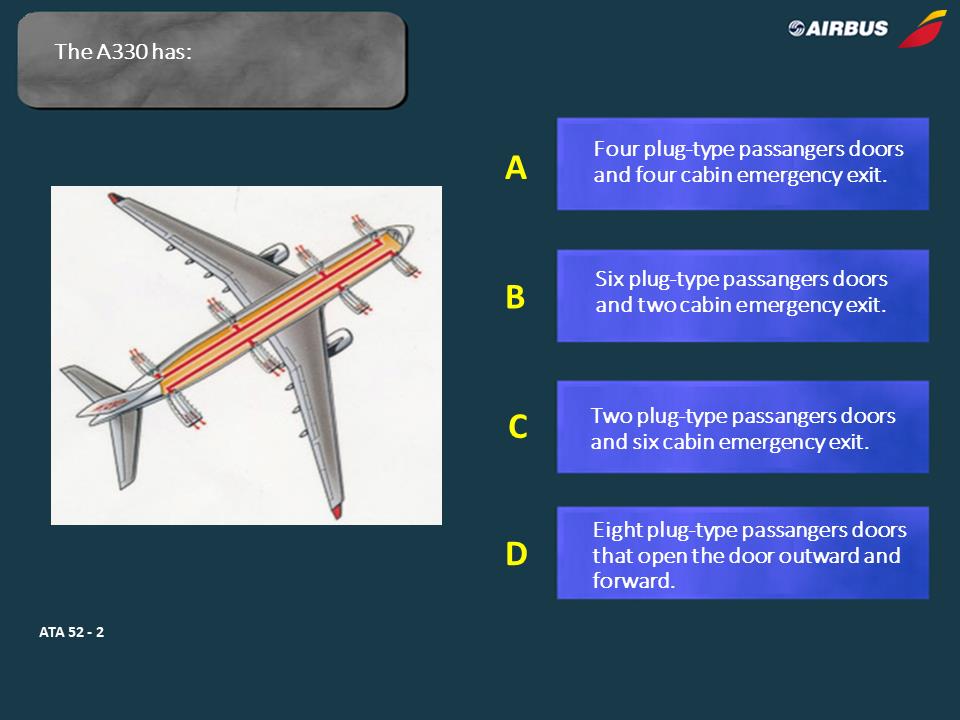 The A330 has:
AIRBUS
A
Four plug-type passangers doors
and four cabin emergency exit.
B
Six plug-type passangers doors
and two cabin emergency exit.
C
Two plug-type passangers doors
and six cabin emergency exit.
D
Eight plug-type passangers doors
that open the door outward and
forward.
ATA 52 - 2